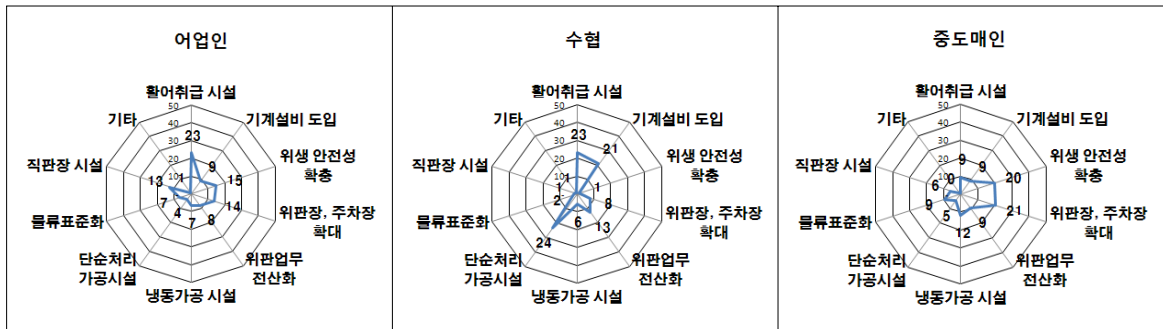 어업인
활어취급 시설
기타
기계설비 도입
직판장 시설
위생 안전성
확충
물류표준화
위판장, 주차장
확대
단순처리
가공시설
위판업무
전산화
냉동가공 시설
50
40
30
20
10
23
9
15
14
8
7
4
7
13
1
수협
활어취급 시설
기타
기계설비 도입
직판장 시설
위생 안전성
확충
물류표준화
위판장, 주차장
확대
단순처리
가공시설
위판업무
전산화
냉동가공 시설
50
40
30
20
10
23
21
1
8
13
6
24
2
1
1
중도매인
활어취급 시설
기타
기계설비 도입
직판장 시설
위생 안전성
확충
물류표준화
위판장, 주차장
확대
단순처리
가공시설
위판업무
전산화
냉동가공 시설
50
40
30
20
10
9
9
20
21
9
12
5
9
6
0